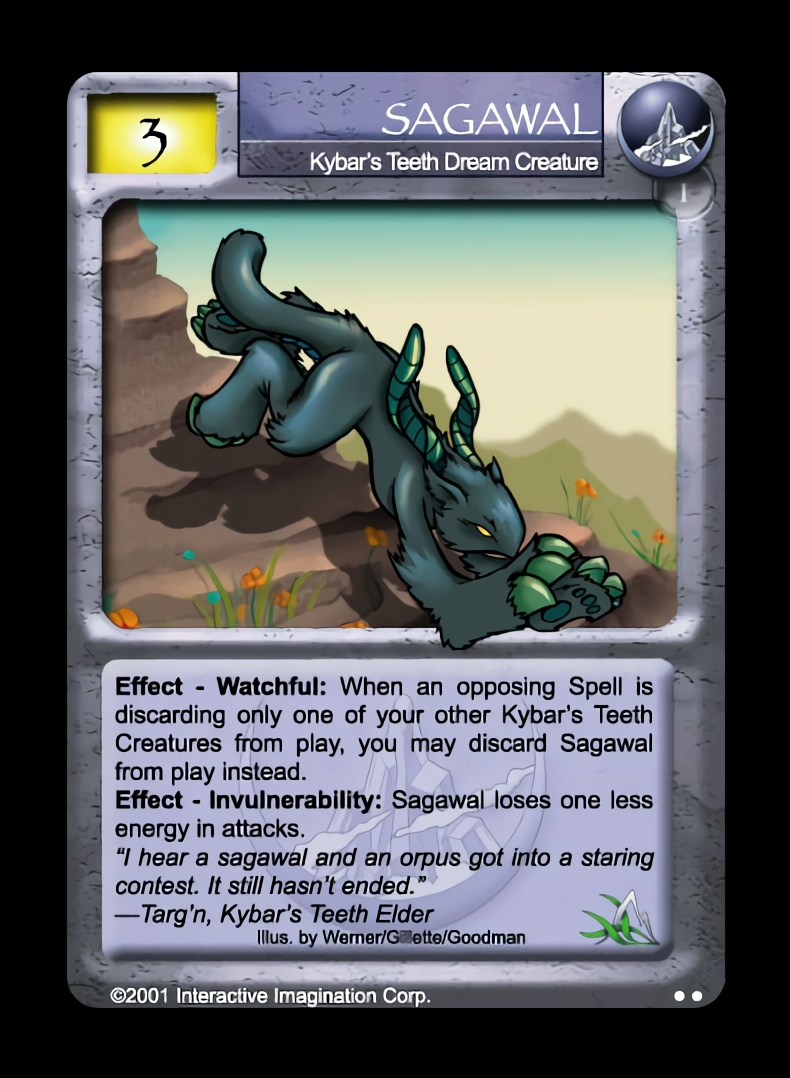 3
SAGAWAL
Kybar's Teeth Dream Creature
1
Effect - Watchful: When an opposing Spell is
discarding only one of your other Kybar's Teeth
Creatures from play, you may discard Sagawal
from play instead.
Effect - Invulnerability: Sagawal loses one less
energy in attacks.
"I hear a sagawal and an orpus got into a staring
contest. It still hasn't ended."
—Targ'n, Kybar's Teeth Elder
Illus. by Werner/Goodman
©2001 Interactive Imagination Corp.